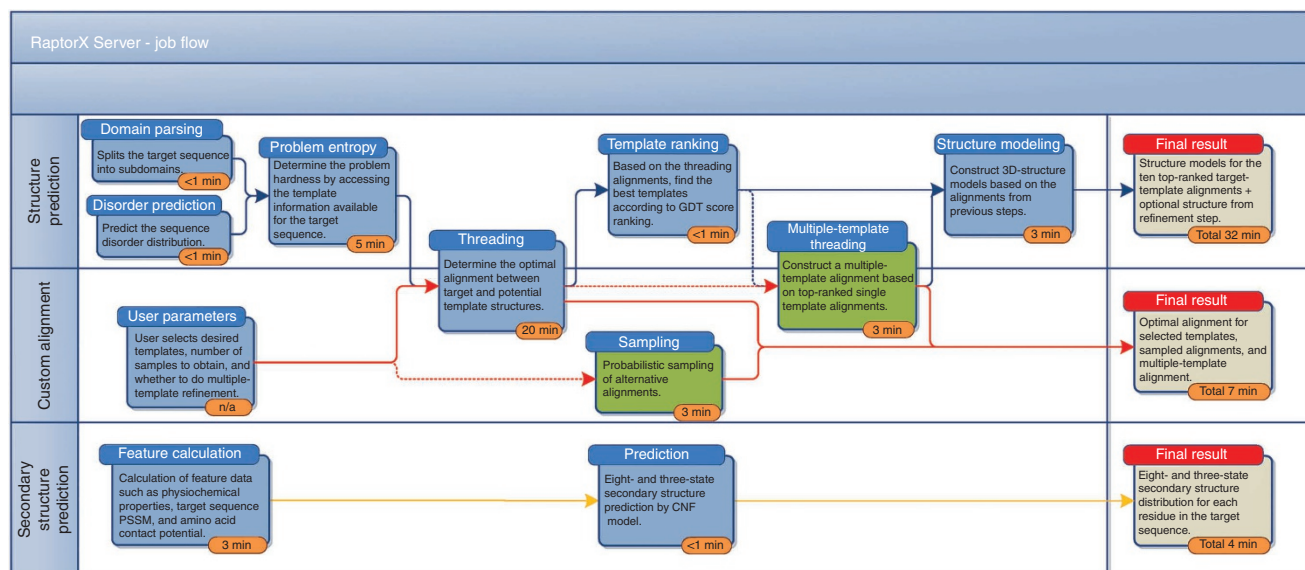 RaptorX Server - job flow
Structure
prediction
Domain parsing
Splits the target sequence
into subdomains.
<1 min
Disorder prediction
Predict the sequence
disorder distribution.
<1 min
Problem entropy
Determine the problem
hardness by accessing
the template
information available
for the target
sequence.
5 min
Threading
Determine the optimal
alignment between
target and potential
template structures.
20 min
Template ranking
Based on the threading
alignments, find the
best templates
according to GDT score
ranking.
<1 min
Multiple-template
threading
Construct a multiple-
template alignment based
on top-ranked single
template alignments.
3 min
Structure modeling
Construct 3D-structure
models based on the
alignments from
previous steps.
3 min
Final result
Structure models for the
ten top-ranked target-
template alignments +
optional structure from
refinement step.
Total 32 min
Custom alignment
User parameters
User selects desired
templates, number of
samples to obtain, and
whether to do multiple-
template refinement.
n/a
Sampling
Probabilistic sampling
of alternative
alignments.
3 min
Final result
Optimal alignment for
selected templates,
sampled alignments, and
multiple-template
alignment.
Total 7 min
Secondary
structure
prediction
Feature calculation
Calculation of feature data
such as physiochemical
properties, target sequence
PSSM, and amino acid
contact potential.
3 min
Prediction
Eight- and three-state
secondary structure
prediction by CNF
model.
<1 min
Final result
Eight- and three-state
secondary structure
distribution for each
residue in the target
sequence.
Total 4 min